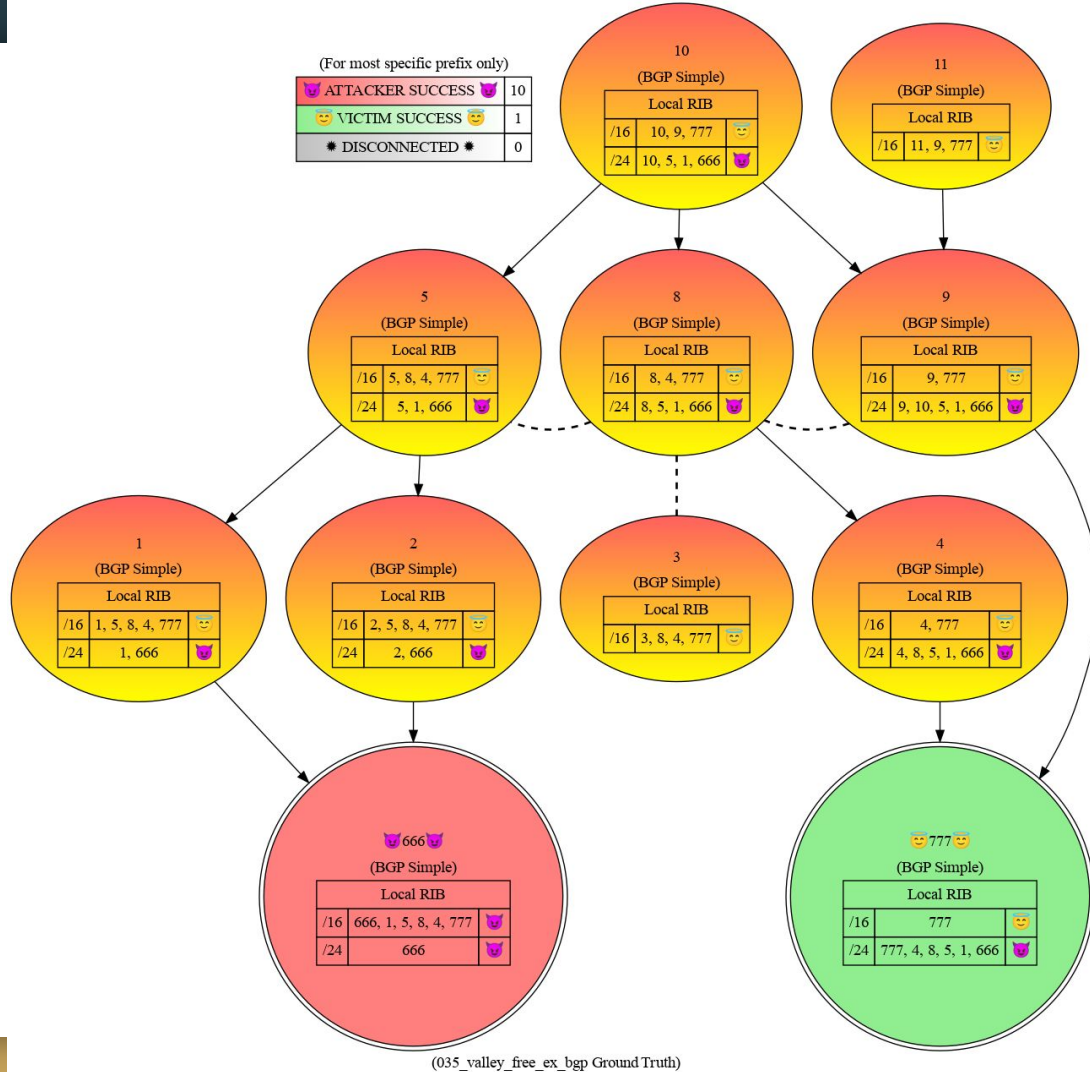 (For most specific prefix only)
😈 ATTACKER SUCCESS 😈 10
😇 VICTIM SUCCESS 😇 1
✹ DISCONNECTED ✹ 0
10
(BGP Simple)
Local RIB
/16 10, 9, 777 😇
/24 10, 5, 1, 666 😈
11
(BGP Simple)
Local RIB
/16 11, 9, 777 😇
5
(BGP Simple)
Local RIB
/16 5, 8, 4, 777 😇
/24 5, 1, 666 😈
8
(BGP Simple)
Local RIB
/16 8, 4, 777 😇
/24 8, 5, 1, 666 😈
9
(BGP Simple)
Local RIB
/16 9, 777 😇
/24 9, 10, 5, 1, 666 😈
1
(BGP Simple)
Local RIB
/16 1, 5, 8, 4, 777 😇
/24 1, 666 😈
2
(BGP Simple)
Local RIB
/16 2, 5, 8, 4, 777 😇
/24 2, 666 😈
3
(BGP Simple)
Local RIB
/16 3, 8, 4, 777 😇
4
(BGP Simple)
Local RIB
/16 4, 777 😇
/24 4, 8, 5, 1, 666 😈
😈666😈
(BGP Simple)
Local RIB
/16 666, 1, 5, 8, 4, 777 😈
/24 666 😈
😇777😇
(BGP Simple)
Local RIB
/16 777 😇
/24 777, 4, 8, 5, 1, 666 😈
(035_valley_free_ex_bgp Ground Truth)